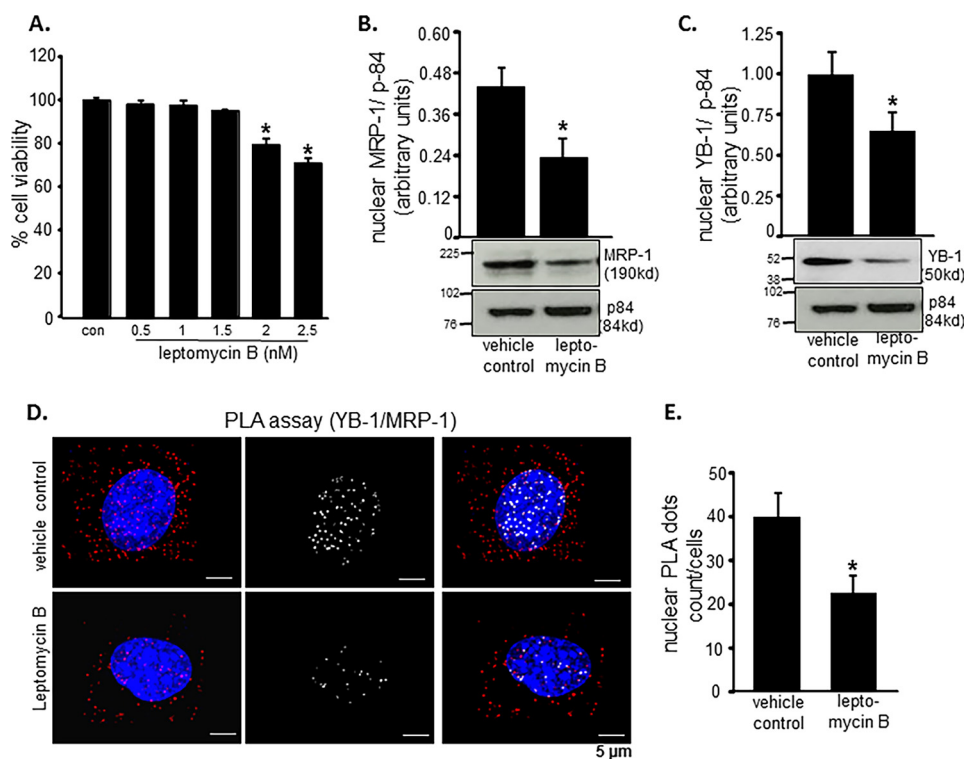 A.
% cell viability
120
100
80
60
40
20
0
*
*
con
0.5
1
1.5
2
2.5
leptomycin B (nM)
B.
nuclear MRP-1/ p-84
(arbitrary units)
0.60
0.48
0.36
0.24
0.12
0
*
225
150
MRP-1
(190kd)
102
76
p84
(84kd)
vehicle
control
lepto-
mycin B
C.
nuclear YB-1/ p-84
(arbitrary units)
1.25
1.00
0.75
0.50
0.25
0
*
52
38
YB-1
(50kd)
102
76
p84
84kd)
vehicle
control
lepto-
mycin B
D.
PLA assay (YB-1/MRP-1)
vehicle control
Leptomycin B
5 µm
E.
nuclear PLA dots
count/cells
50
40
30
20
10
0
*
vehicle
control
lepto-
mycin B